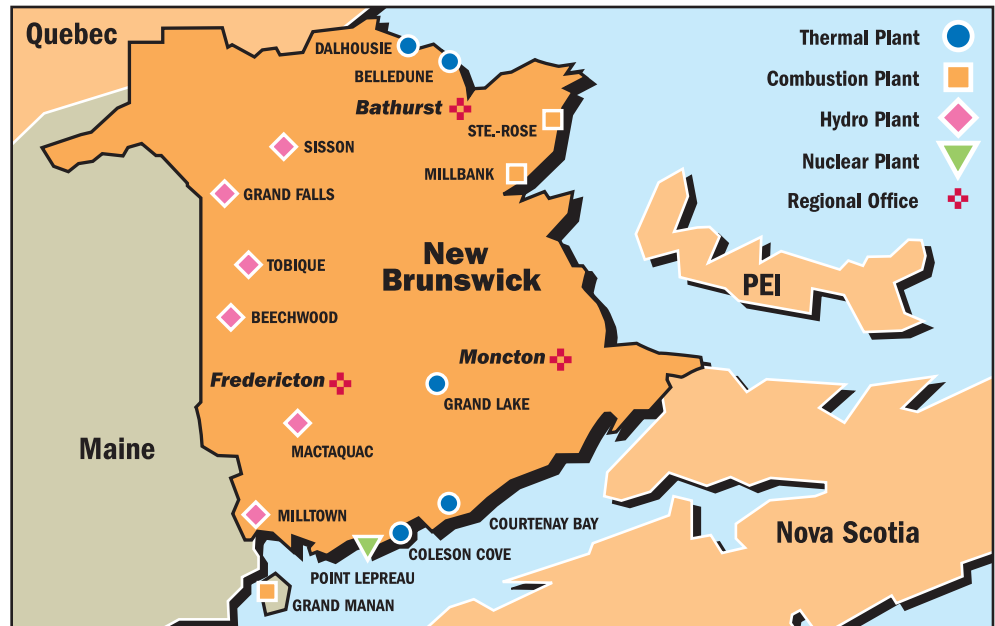 Quebec
DALHOUSIE
BELLEDUNE
Bathurst
STE.-ROSE
SISSON
MILLBANK
GRAND FALLS
New
Brunswick
TOBIQUE
BEECHWOOD
Moncton
Fredericton
GRAND LAKE
MACTAQUAC
Maine
MILLTOWN
COURTENAY BAY
COLESON COVE
POINT LEPREAU
GRAND MANAN
Thermal Plant
Combustion Plant
Hydro Plant
Nuclear Plant
Regional Office
PEI
Nova Scotia